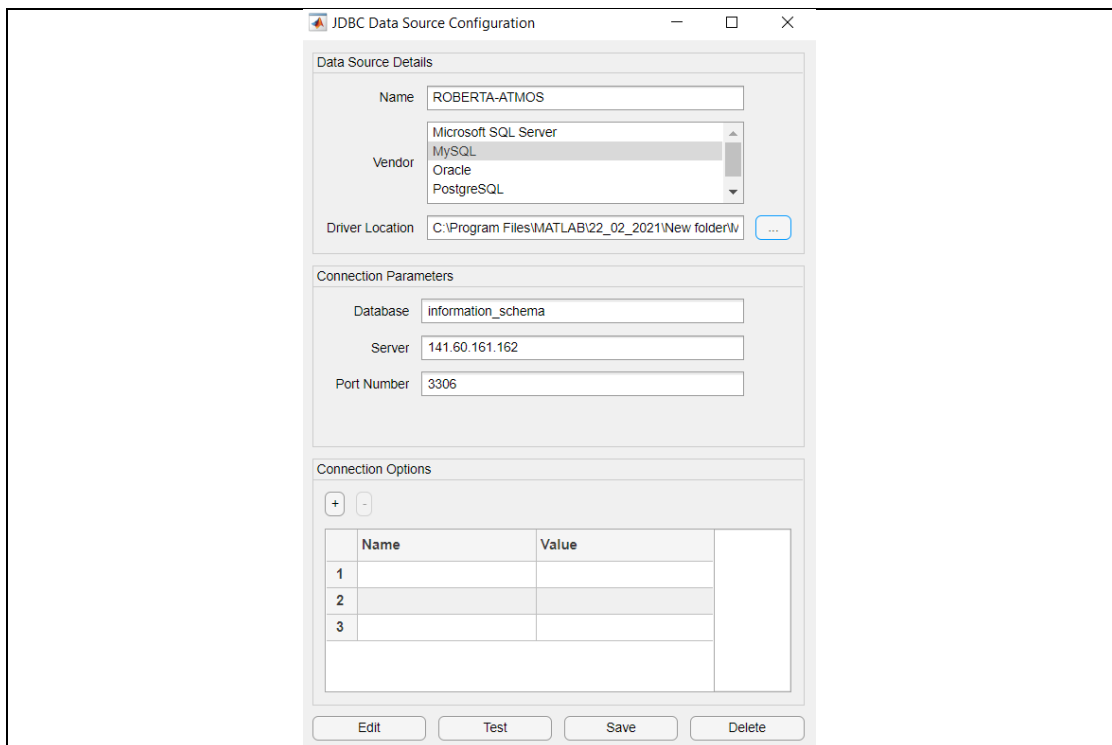 JDBC Data Source Configuration
Data Source Details
Name ROBERTA-ATMOS
Vendor
Microsoft SQL Server
MySQL
Oracle
PostgreSQL
Driver Location C:\Program Files\MATLAB\22_02_2021\New folder\M ...
Connection Parameters
Database information_schema
Server 141.60.161.162
Port Number 3306
Connection Options
+ -
Name Value
1
2
3
Edit Test Save Delete